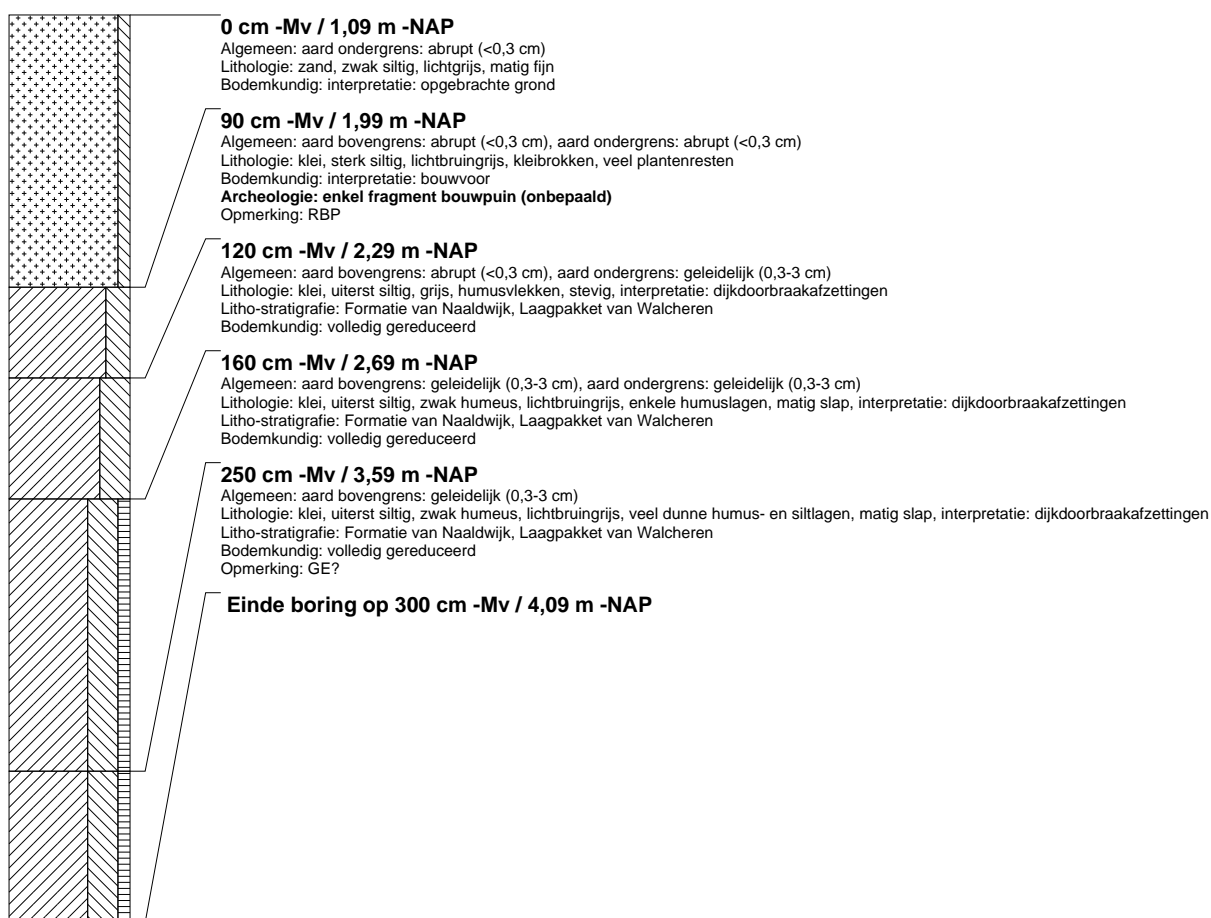 0 cm -Mv / 1,09 m -NAP
Algemeen: aard ondergrens: abrupt (<0,3 cm)
Lithologie: zand, zwak siltig, lichtgrijs, matig fijn
Bodemkundig: interpretatie: opgebrachte grond
90 cm -Mv / 1,99 m -NAP
Algemeen: aard bovengrens: abrupt (<0,3 cm), aard ondergrens: abrupt (<0,3 cm)
Lithologie: klei, sterk siltig, lichtbruingrijs, kleibrokken, veel plantenresten
Bodemkundig: interpretatie: bouwvoor
Archeologie: enkel fragment bouwpuin (onbepaald)
Opmerking: RBP
120 cm -Mv / 2,29 m -NAP
Algemeen: aard bovengrens: abrupt (<0,3 cm), aard ondergrens: geleidelijk (0,3-3 cm)
Lithologie: klei, uiterst siltig, grijs, humusvlekken, stevig, interpretatie: dijkdoorbraakafzettingen
Litho-stratigrafie: Formatie van Naaldwijk, Laagpakket van Walcheren
Bodemkundig: volledig gereduceerd
160 cm -Mv / 2,69 m -NAP
Algemeen: aard bovengrens: geleidelijk (0,3-3 cm), aard ondergrens: geleidelijk (0,3-3 cm)
Lithologie: klei, uiterst siltig, zwak humeus, lichtbruingrijs, enkele humuslagen, matig slap, interpretatie: dijkdoorbraakafzettingen
Litho-stratigrafie: Formatie van Naaldwijk, Laagpakket van Walcheren
Bodemkundig: volledig gereduceerd
250 cm -Mv / 3,59 m -NAP
Algemeen: aard bovengrens: geleidelijk (0,3-3 cm)
Lithologie: klei, uiterst siltig, zwak humeus, lichtbruingrijs, veel dunne humus- en siltlagen, matig slap, interpretatie: dijkdoorbraakafzettingen
Litho-stratigrafie: Formatie van Naaldwijk, Laagpakket van Walcheren
Bodemkundig: volledig gereduceerd
Opmerking: GE?
Einde boring op 300 cm -Mv / 4,09 m -NAP